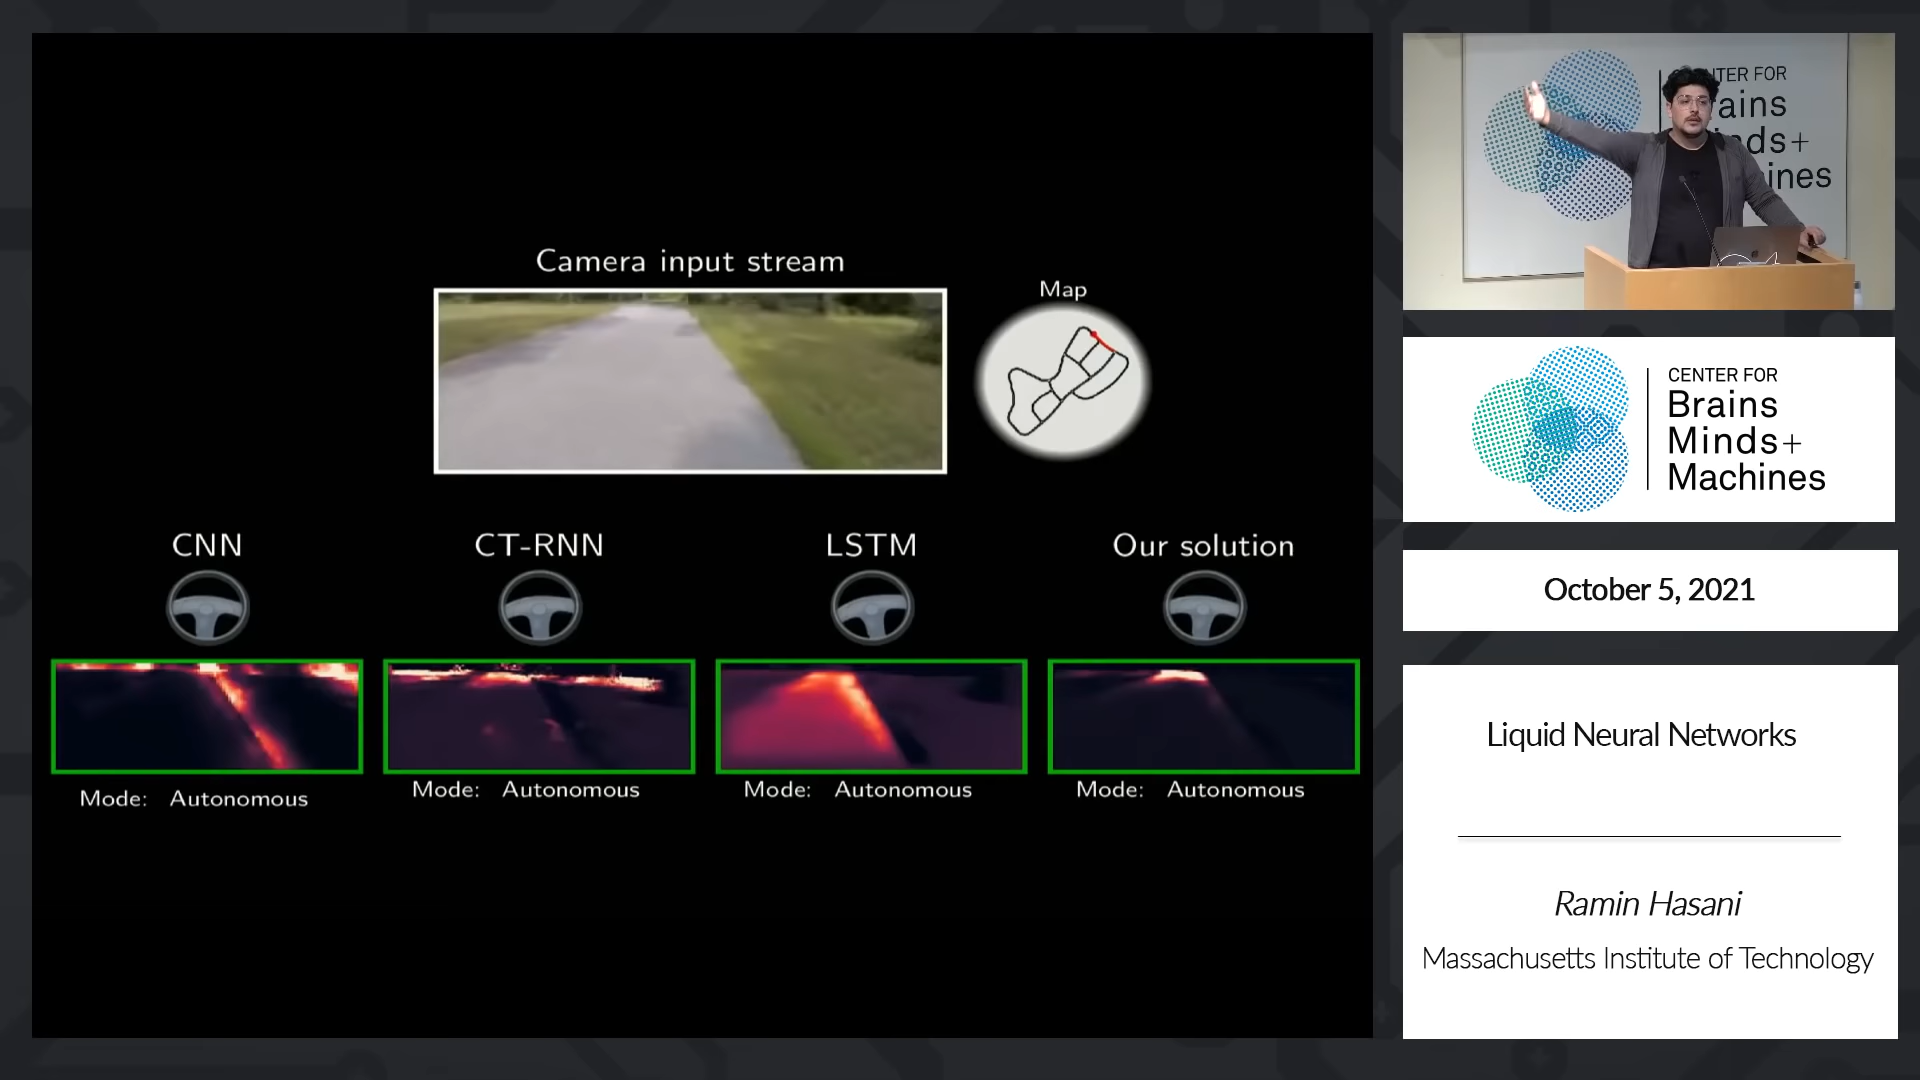 Camera input stream
Map
CNN
CT-RNN
LSTM
Our solution
Mode: Autonomous
Mode: Autonomous
Mode: Autonomous
Mode: Autonomous
CENTER FOR
Brains
Minds+
Machines
October 5, 2021
Liquid Neural Networks
Ramin Hasani
Massachusetts Institute of Technology